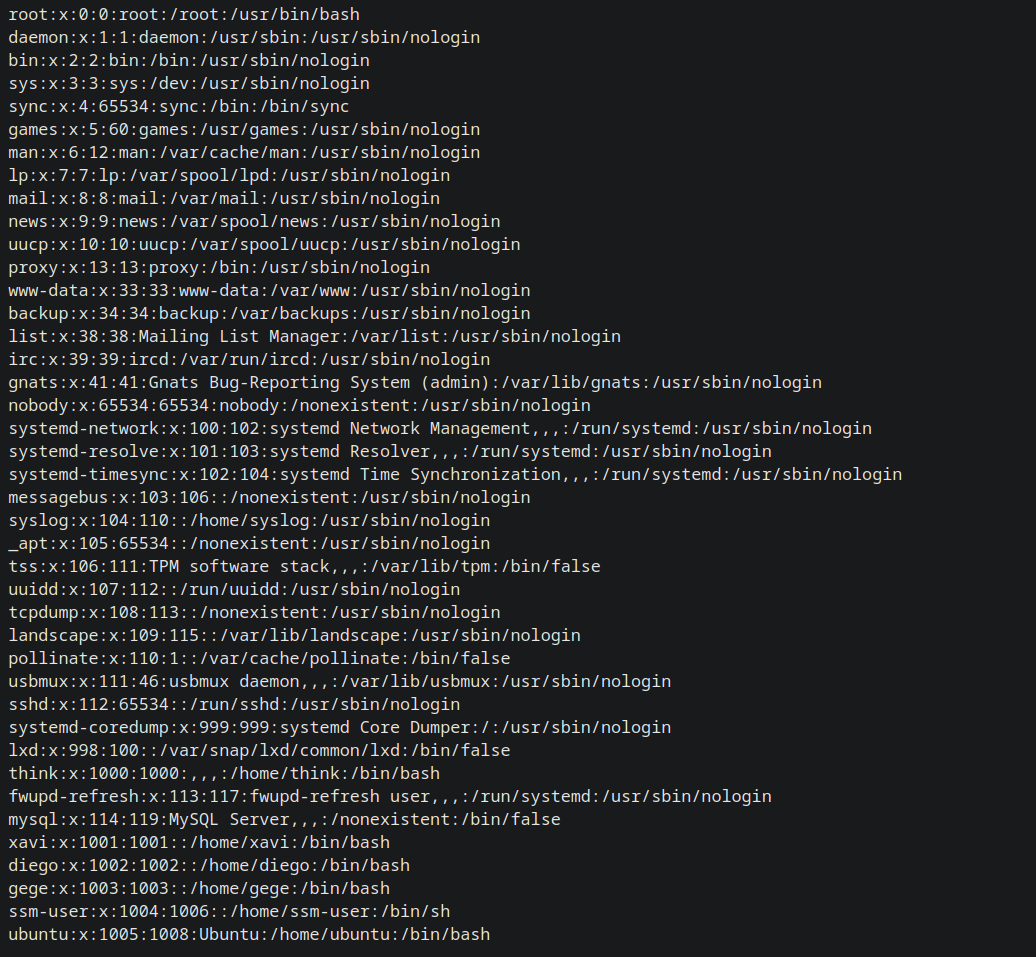 root:x:0:0:root:/root:/usr/bin/bash
daemon:x:1:1:daemon:/usr/sbin:/usr/sbin/nologin
bin:x:2:2:bin:/bin:/usr/sbin/nologin
sys:x:3:3:sys:/dev:/usr/sbin/nologin
sync:x:4:65534:sync:/bin:/bin/sync
games:x:5:60:games:/usr/games:/usr/sbin/nologin
man:x:6:12:man:/var/cache/man:/usr/sbin/nologin
lp:x:7:7:lp:/var/spool/lpd:/usr/sbin/nologin
mail:x:8:8:mail:/var/mail:/usr/sbin/nologin
news:x:9:9:news:/var/spool/news:/usr/sbin/nologin
uucp:x:10:10:uucp:/var/spool/uucp:/usr/sbin/nologin
proxy:x:13:13:proxy:/bin:/usr/sbin/nologin
www-data:x:33:33:www-data:/var/www:/usr/sbin/nologin
backup:x:34:34:backup:/var/backups:/usr/sbin/nologin
list:x:38:38:Mailing List Manager:/var/list:/usr/sbin/nologin
irc:x:39:39:ircd:/var/run/ircd:/usr/sbin/nologin
gnats:x:41:41:Gnats Bug-Reporting System (admin):/var/lib/gnats:/usr/sbin/nologin
nobody:x:65534:65534:nobody:/nonexistent:/usr/sbin/nologin
systemd-network:x:100:102:systemd Network Management,,,:/run/systemd:/usr/sbin/nologin
systemd-resolve:x:101:103:systemd Resolver,,,:/run/systemd:/usr/sbin/nologin
systemd-timesync:x:102:104:systemd Time Synchronization,,,:/run/systemd:/usr/sbin/nologin
messagebus:x:103:106::/nonexistent:/usr/sbin/nologin
syslog:x:104:110::/home/syslog:/usr/sbin/nologin
_apt:x:105:65534::/nonexistent:/usr/sbin/nologin
tss:x:106:111:TPM software stack,,,:/var/lib/tpm:/bin/false
uuidd:x:107:112::/run/uuidd:/usr/sbin/nologin
tcpdump:x:108:113::/nonexistent:/usr/sbin/nologin
landscape:x:109:115::/var/lib/landscape:/usr/sbin/nologin
pollinate:x:110:1::/var/cache/pollinate:/bin/false
usbmux:x:111:46:usbmux daemon,,,:/var/lib/usbmux:/usr/sbin/nologin
sshd:x:112:65534::/run/sshd:/usr/sbin/nologin
systemd-coredump:x:999:999:systemd Core Dumper:/:/usr/sbin/nologin
lxd:x:998:100::/var/snap/lxd/common/lxd:/bin/false
think:x:1000:1000:,,,:/home/think:/bin/bash
fwupd-refresh:x:113:117:fwupd-refresh user,,,:/run/systemd:/usr/sbin/nologin
mysql:x:114:119:MySQL Server,,,:/nonexistent:/bin/false
xavi:x:1001:1001::/home/xavi:/bin/bash
diego:x:1002:1002::/home/diego:/bin/bash
gege:x:1003:1003::/home/gege:/bin/bash
ssm-user:x:1004:1006::/home/ssm-user:/bin/sh
ubuntu:x:1005:1008:Ubuntu:/home/ubuntu:/bin/bash